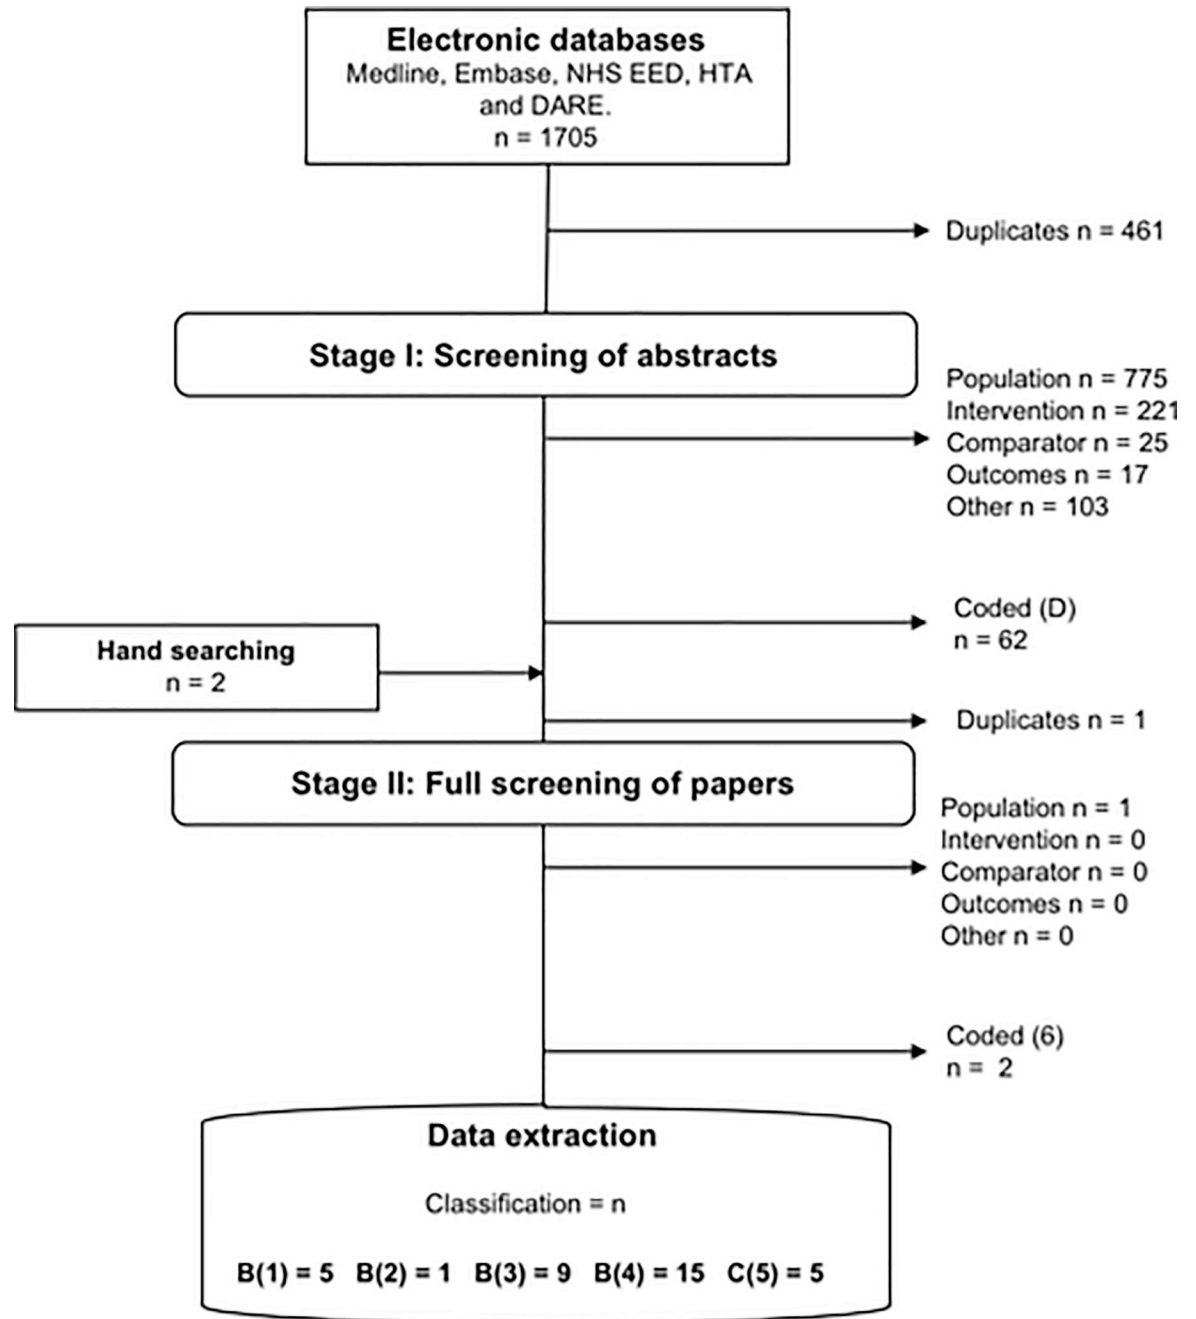 Electronic databases
Medline, Embase, NHS EED, HTA
and DARE.
n = 1705
Duplicates n = 461
Stage I: Screening of abstracts
Population n = 775
Intervention n = 221
Comparator n = 25
Outcomes n = 17
Other n = 103
Coded (D)
n = 62
Hand searching
n = 2
Duplicates n = 1
Stage II: Full screening of papers
Population n = 1
Intervention n = 0
Comparator n = 0
Outcomes n = 0
Other n = 0
Coded (6)
n = 2
Data extraction
Classification = n
B(1) = 5 B(2) = 1 B(3) = 9 B(4) = 15 C(5) = 5